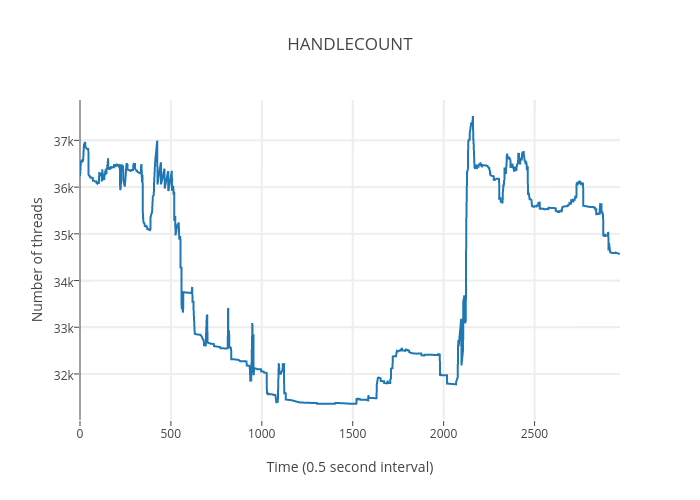 HANDLECOUNT
37k
36k
35k
34k
33k
32k
Number of threads
0 500 1000 1500 2000 2500
Time (0.5 second interval)